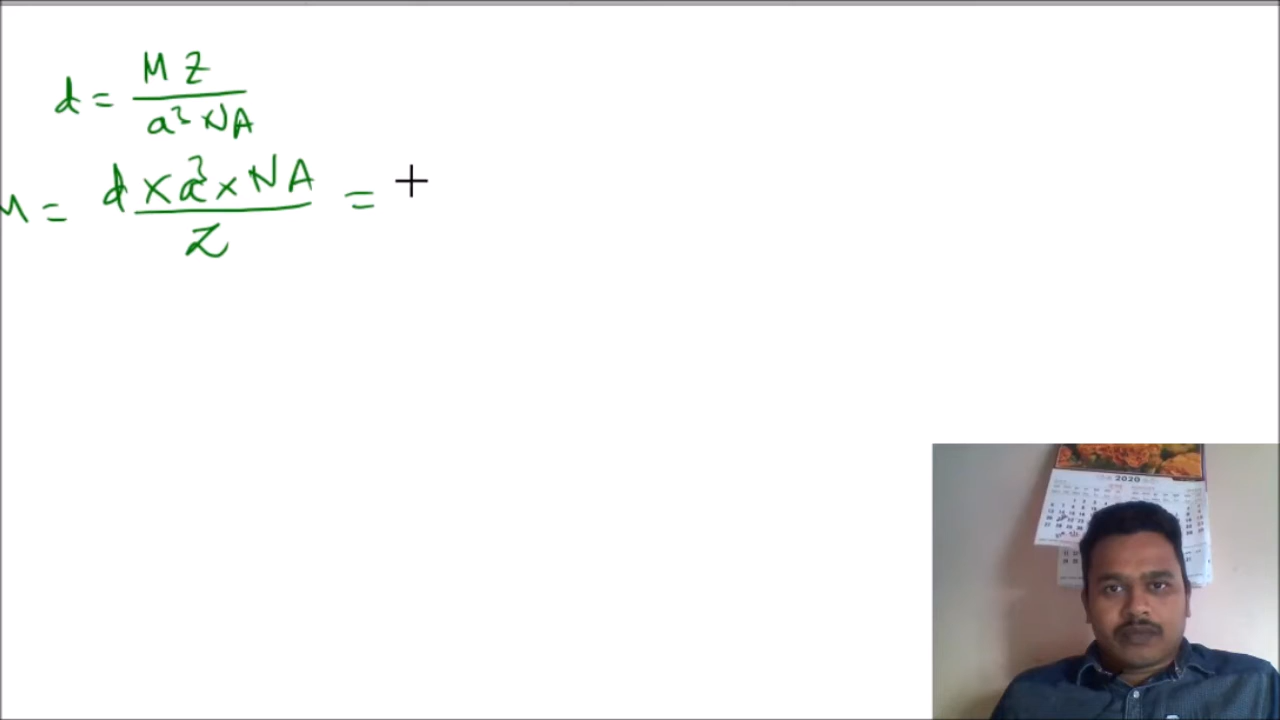 d = M Z / a³ × NA
M = d × a³ × NA / Z =
2020